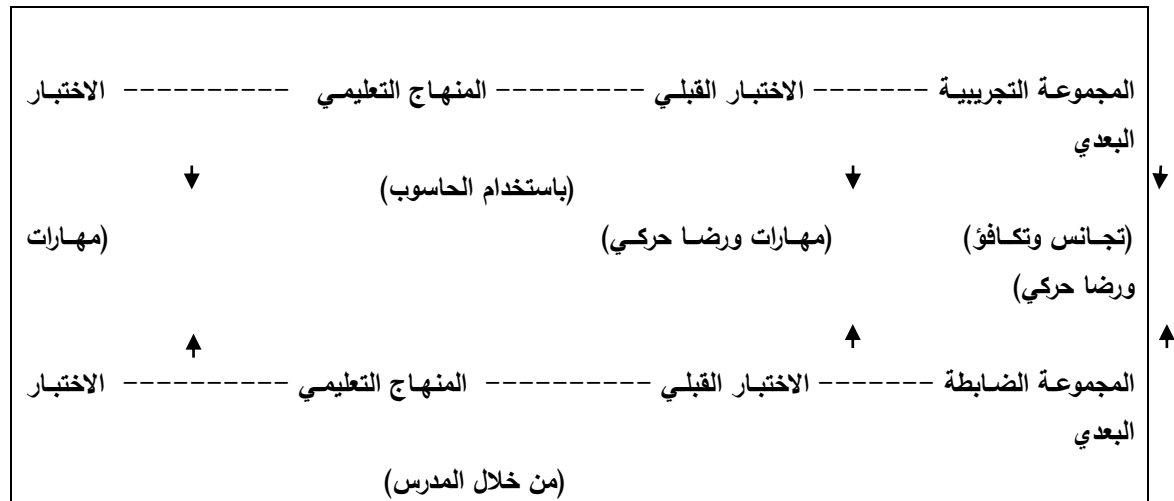 المجموعة التجريبية ------- الاختبار القبلي --------- المنهاج التعليمي ---------- الاختبار
البعدي
(باستخدام الحاسوب)
(تجانس وتكافؤ) (مهارات ورضا حركي) (مهارات
ورضا حركي)
المجموعة الضابطة ------- الاختبار القبلي ---------- المنهاج التعليمي ---------- الاختبار
البعدي
(من خلال المدرس)